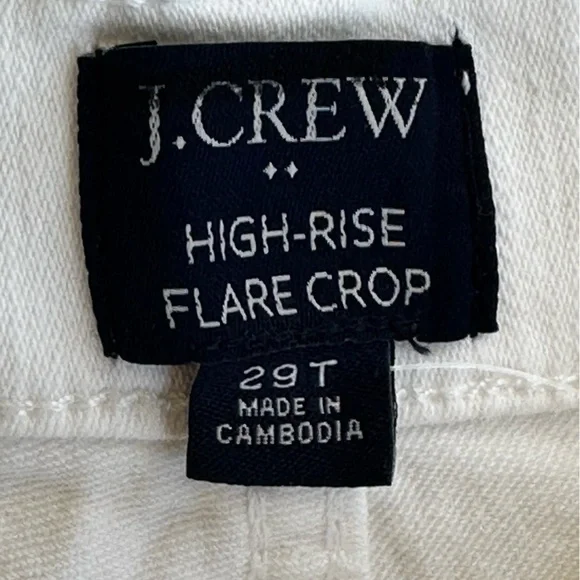 J.CREW
HIGH-RISE
FLARE CROP
29T
MADE IN
CAMBODIA